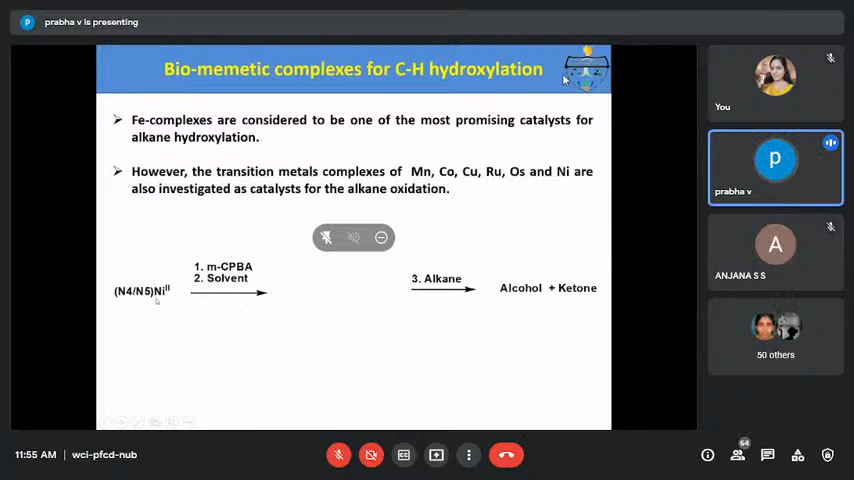 prabha v is presenting
Bio-memetic complexes for C-H hydroxylation
Fe-complexes are considered to be one of the most promising catalysts for
alkane hydroxylation.
However, the transition metals complexes of Mn, Co, Cu, Ru, Os and Ni are
also investigated as catalysts for the alkane oxidation.
1. m-CPBA
2. Solvent
(N4/N5)Niᴵᴵ
3. Alkane
Alcohol + Ketone
You
P
prabha v
A
ANJANA S S
50 others
11:55 AM | wci-pfcd-nub
64